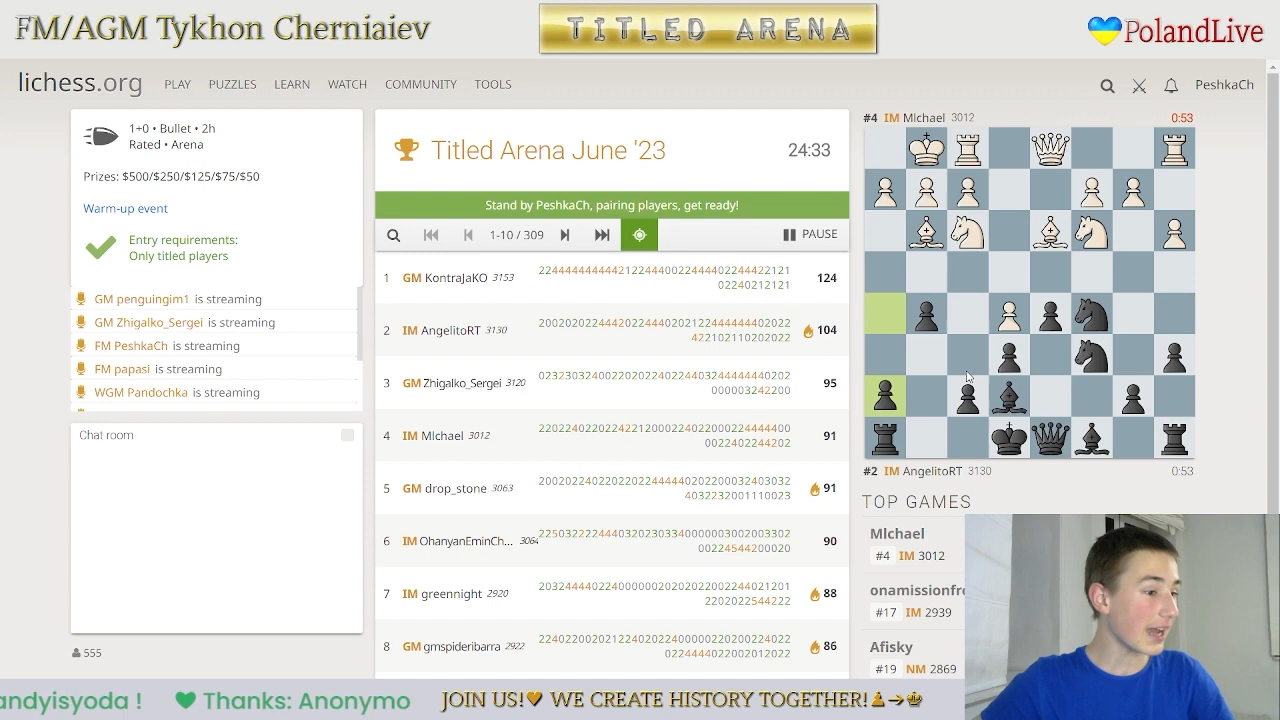 FM/AGM Tykhon Cherniaiev
TITLED ARENA
PolandLive
lichess.org PLAY PUZZLES LEARN WATCH COMMUNITY TOOLS PeshkaCh
1+0 • Bullet • 2h
Rated • Arena
Prizes: $500/$250/$125/$75/$50
Warm-up event
Entry requirements:
Only titled players
GM penguingim1 is streaming
GM Zhigalko_Sergei is streaming
FM PeshkaCh is streaming
FM papasi is streaming
WGM Pandochka is streaming
Chat room
555
Titled Arena June '23 24:33
Stand by PeshkaCh, pairing players, get ready!
1-10 / 309 PAUSE
1 GM KontraJaKO 3153 124
2 IM AngelitoRT 3130 104
3 GM Zhigalko_Sergei 3120 95
4 IM Mlchael 3012 91
5 GM drop_stone 3063 91
6 IM OhanyanEminCh... 3064 90
7 IM greennight 2920 88
8 GM gmspideribarra 2922 86
#4 IM Mlchael 3012 0:53
#2 IM AngelitoRT 3130 0:53
TOP GAMES
Mlchael
#4 IM 3012
onamissionfro
#17 IM 2939
Afisky
#19 NM 2869
andyisyoda ! Thanks: Anonymo
JOIN US! WE CREATE HISTORY TOGETHER!